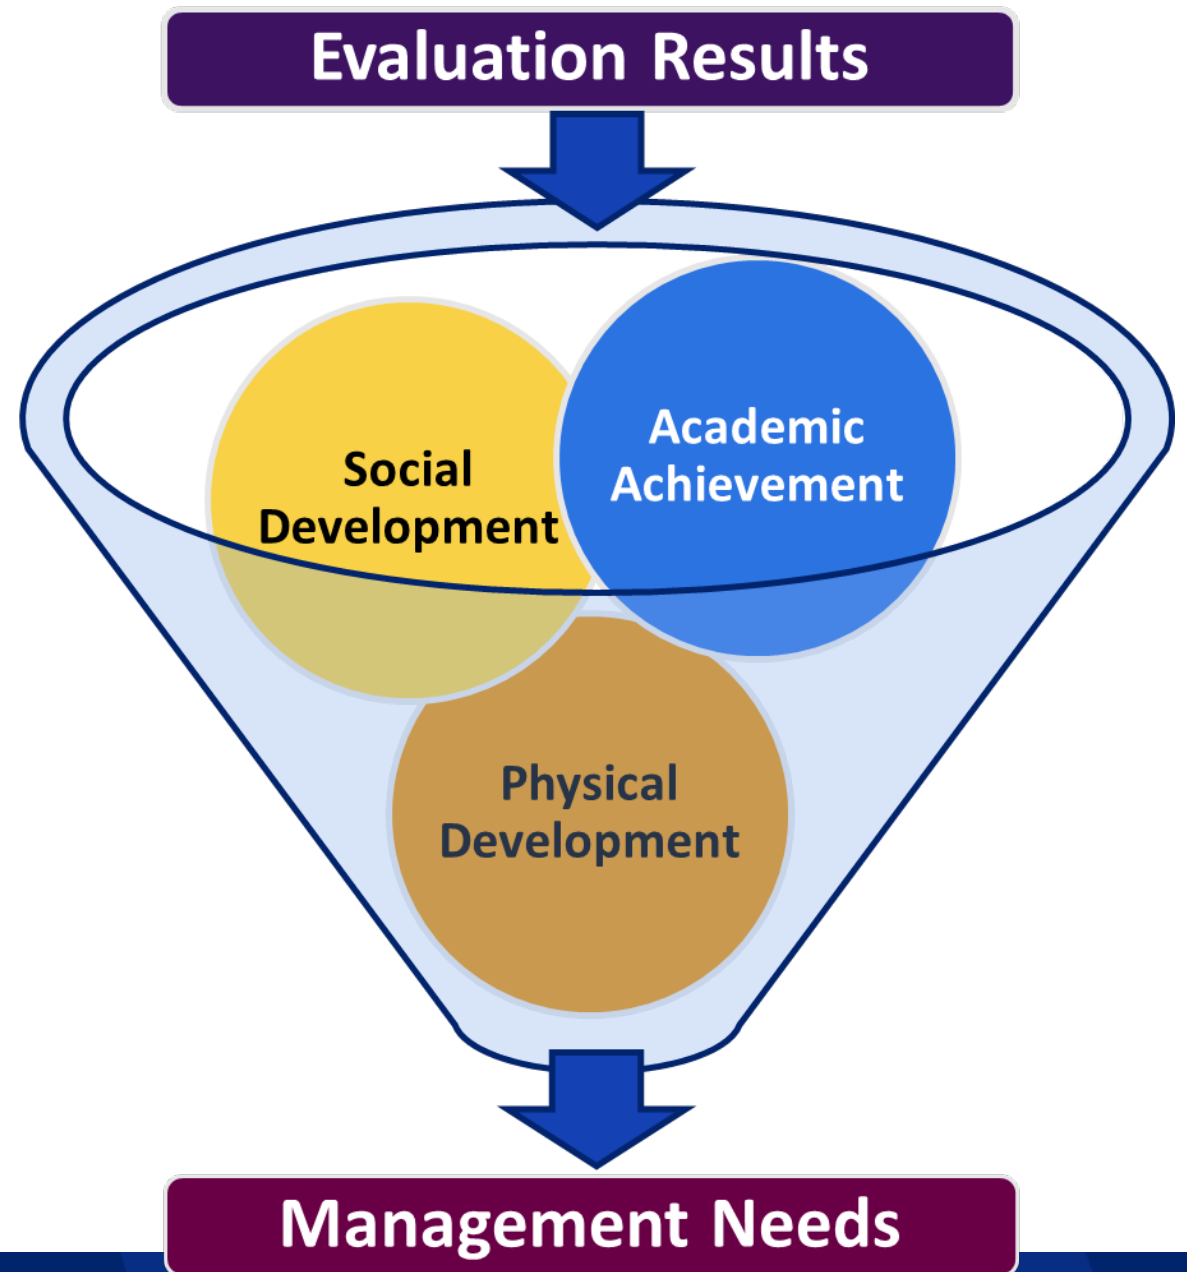 Evaluation Results
Social
Development
Academic
Achievement
Physical
Development
Management Needs